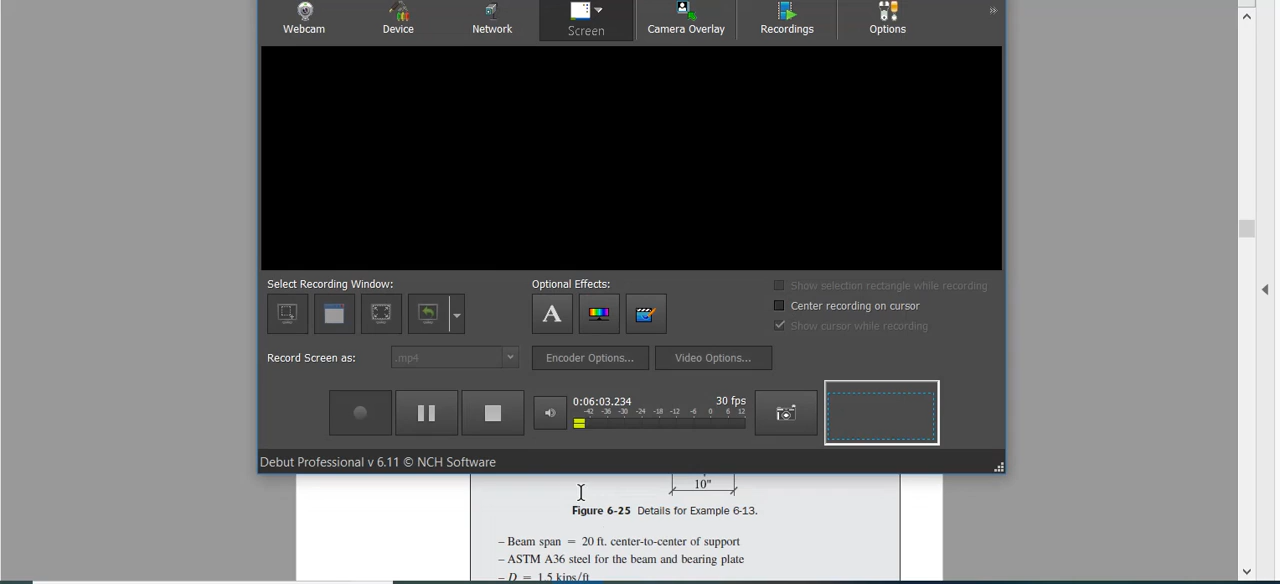 Webcam Device Network Screen Camera Overlay Recordings Options »
Select Recording Window: Optional Effects:
Show selection rectangle while recording
Center recording on cursor
Show cursor while recording
A
Record Screen as: .mp4 Encoder Options... Video Options...
0:06:03.234 30 fps
-42 -36 -30 -24 -18 -12 -6 0 6 12
Debut Professional v 6.11 © NCH Software
10"
Figure 6-25 Details for Example 6-13.
– Beam span = 20 ft. center-to-center of support
– ASTM A36 steel for the beam and bearing plate
– D = 1.5 kips/ft